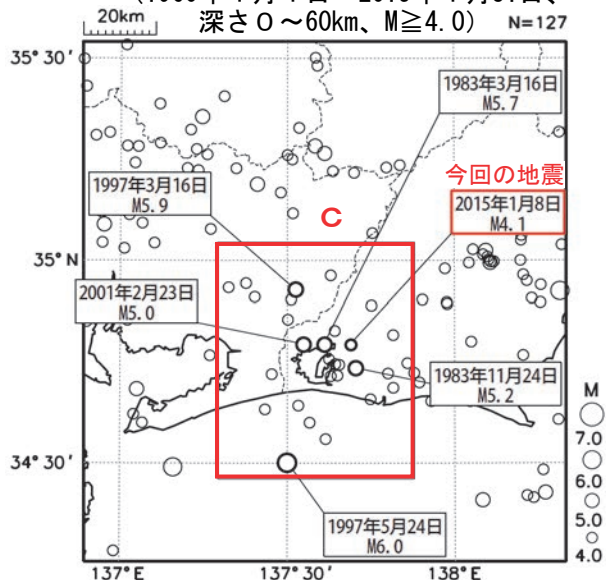 20km
深さ0～60km、M≧4.0)
N=127
35°30′
1983年3月16日
M5.7
今回の地震
1997年3月16日
M5.9
C
2015年1月8日
M4.1
35°N
2001年2月23日
M5.0
1983年11月24日
M5.2
M
7.0
6.0
5.0
4.0
34°30′
1997年5月24日
M6.0
137°E
137°30′
138°E